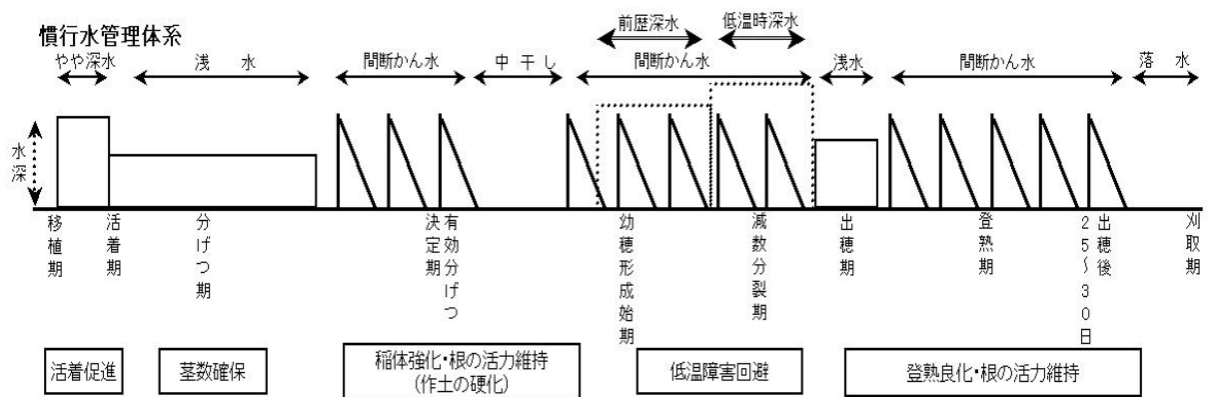 慣行水管理体系
前歴深水
低温時深水
やや深水
浅水
間断かん水
中干し
間断かん水
浅水
間断かん水
落水
水深
移植期
活着期
分げつ期
有効分げつ
決定期
幼穂形成始期
減数分裂期
出穂期
登熟期
出穂後
25～30日
刈取期
活着促進
茎数確保
稲体強化・根の活力維持
(作土の硬化)
低温障害回避
登熟良化・根の活力維持